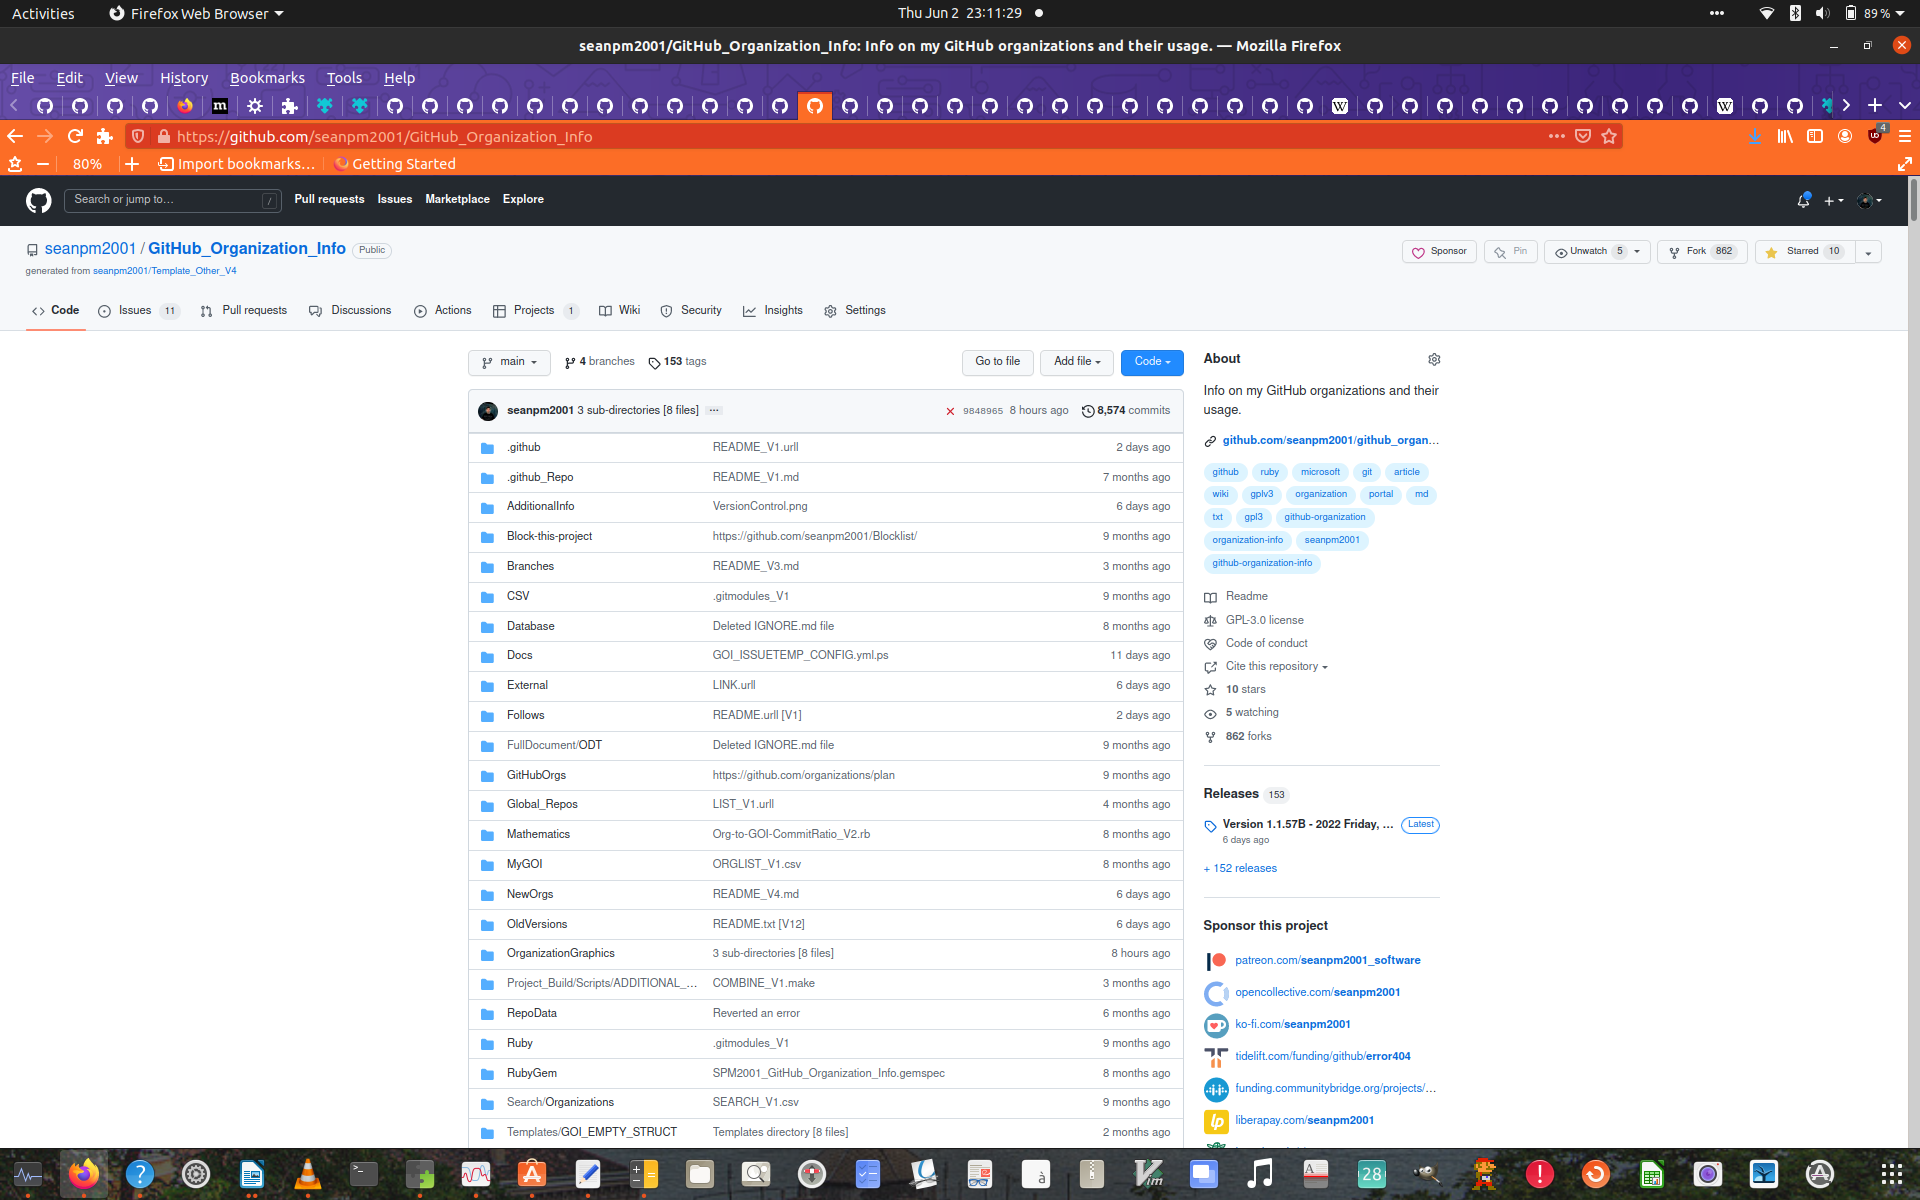 Activities Firefox Web Browser Thu Jun 2 23:11:29 89 %
seanpm2001/GitHub_Organization_Info: Info on my GitHub organizations and their usage. — Mozilla Firefox
File Edit View History Bookmarks Tools Help
https://github.com/seanpm2001/GitHub_Organization_Info 4
80% Import bookmarks… Getting Started
Search or jump to… / Pull requests Issues Marketplace Explore
seanpm2001 / GitHub_Organization_Info Public Sponsor Pin Unwatch 5 Fork 862 Starred 10
generated from seanpm2001/Template_Other_V4
Code Issues 11 Pull requests Discussions Actions Projects 1 Wiki Security Insights Settings
main 4 branches 153 tags Go to file Add file Code
seanpm2001 3 sub-directories [8 files] … 9848965 8 hours ago 8,574 commits
.github README_V1.urll 2 days ago
.github_Repo README_V1.md 7 months ago
AdditionalInfo VersionControl.png 6 days ago
Block-this-project https://github.com/seanpm2001/Blocklist/ 9 months ago
Branches README_V3.md 3 months ago
CSV .gitmodules_V1 9 months ago
Database Deleted IGNORE.md file 8 months ago
Docs GOI_ISSUETEMP_CONFIG.yml.ps 11 days ago
External LINK.urll 6 days ago
Follows README.urll [V1] 2 days ago
FullDocument/ODT Deleted IGNORE.md file 9 months ago
GitHubOrgs https://github.com/organizations/plan 9 months ago
Global_Repos LIST_V1.urll 4 months ago
Mathematics Org-to-GOI-CommitRatio_V2.rb 8 months ago
MyGOI ORGLIST_V1.csv 8 months ago
NewOrgs README_V4.md 6 days ago
OldVersions README.txt [V12] 6 days ago
OrganizationGraphics 3 sub-directories [8 files] 8 hours ago
Project_Build/Scripts/ADDITIONAL_… COMBINE_V1.make 3 months ago
RepoData Reverted an error 6 months ago
Ruby .gitmodules_V1 9 months ago
RubyGem SPM2001_GitHub_Organization_Info.gemspec 8 months ago
Search/Organizations SEARCH_V1.csv 9 months ago
Templates/GOI_EMPTY_STRUCT Templates directory [8 files] 2 months ago
About
Info on my GitHub organizations and their
usage.
github.com/seanpm2001/github_organ…
github ruby microsoft git article
wiki gplv3 organization portal md
txt gpl3 github-organization
organization-info seanpm2001
github-organization-info
Readme
GPL-3.0 license
Code of conduct
Cite this repository
10 stars
5 watching
862 forks
Releases 153
Version 1.1.57B - 2022 Friday, … Latest
6 days ago
+ 152 releases
Sponsor this project
patreon.com/seanpm2001_software
opencollective.com/seanpm2001
ko-fi.com/seanpm2001
tidelift.com/funding/github/error404
funding.communitybridge.org/projects/…
lp liberapay.com/seanpm2001
28